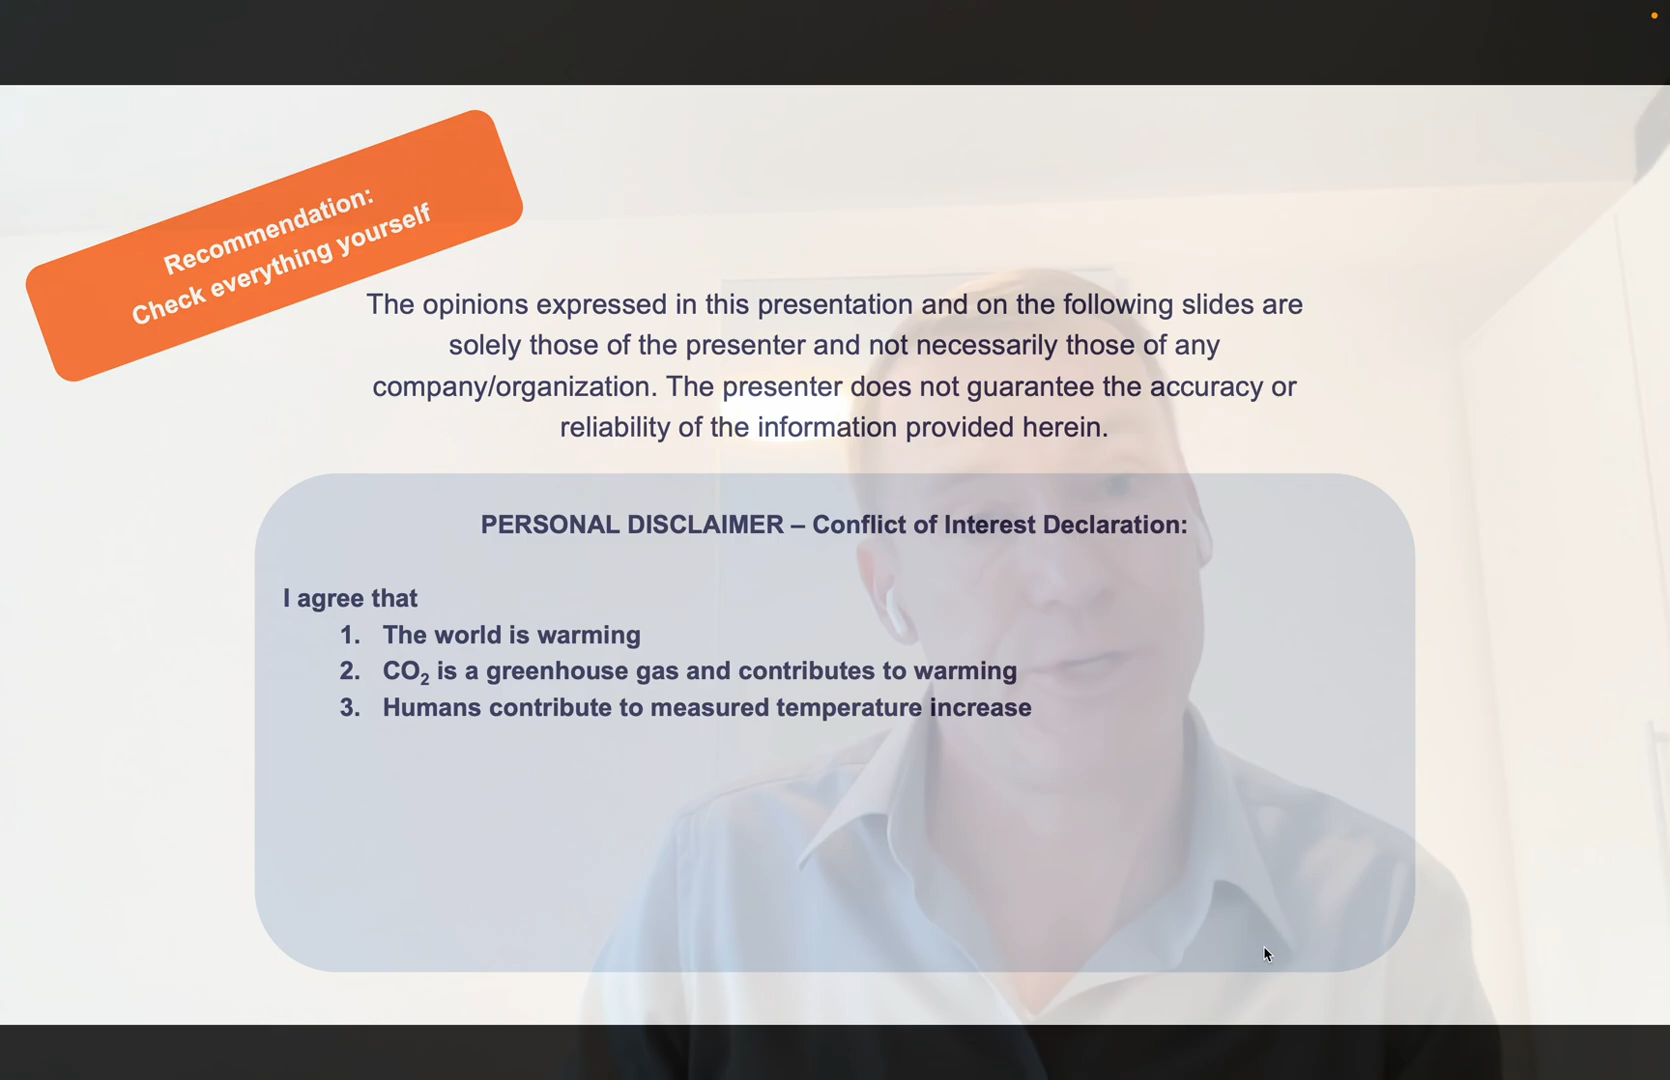 Recommendation:
Check everything yourself
The opinions expressed in this presentation and on the following slides are
solely those of the presenter and not necessarily those of any
company/organization. The presenter does not guarantee the accuracy or
reliability of the information provided herein.
PERSONAL DISCLAIMER – Conflict of Interest Declaration:
I agree that
1. The world is warming
2. CO₂ is a greenhouse gas and contributes to warming
3. Humans contribute to measured temperature increase